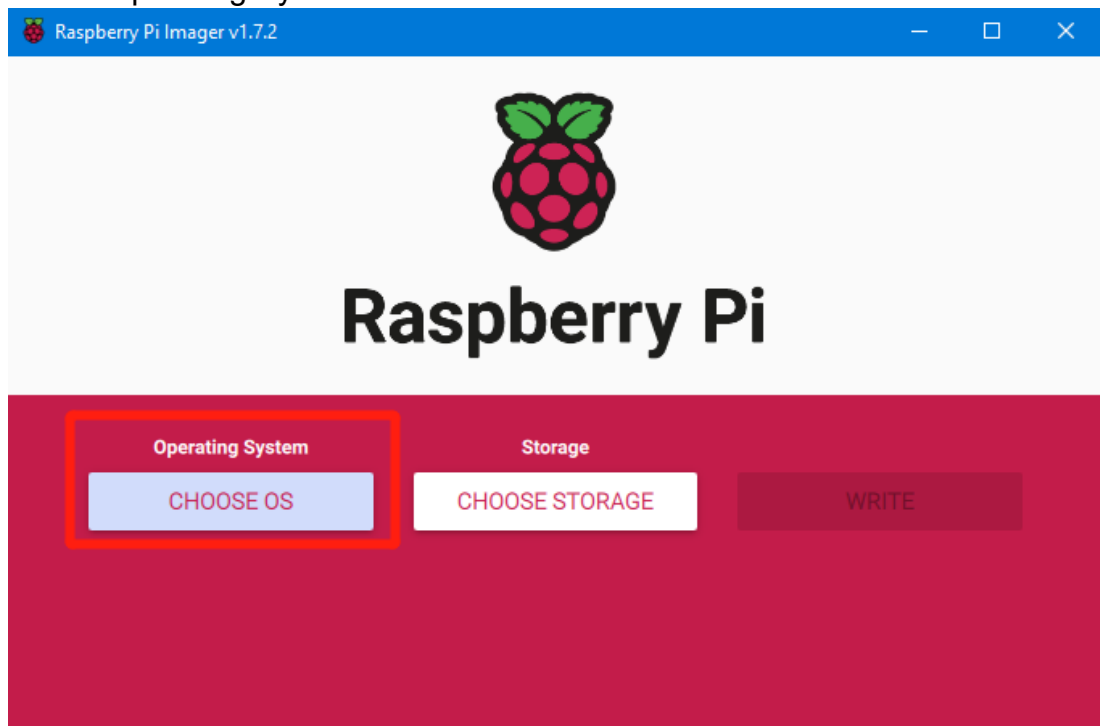 Raspberry Pi Imager v1.7.2
Raspberry Pi
Operating System
Storage
CHOOSE OS
CHOOSE STORAGE
WRITE